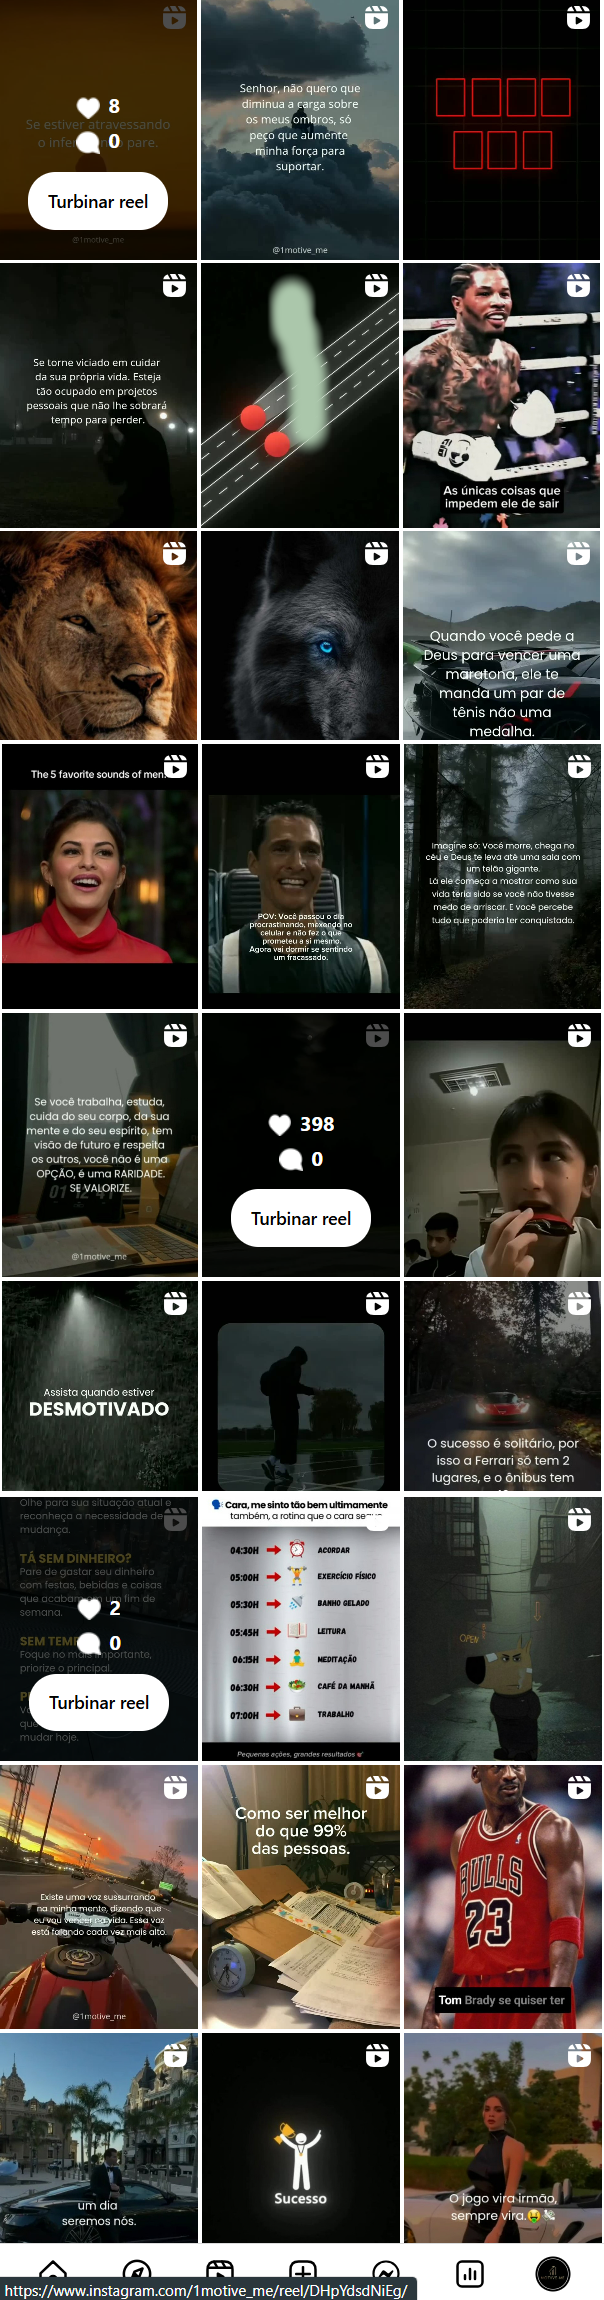 8
Se estiver atravessando
0
Turbinar reel
@1motive_me
Senhor, não quero que
diminua a carga sobre
os meus ombros, só
peço que aumente
minha força para
suportar.
@1motive_me
Se torne viciado em cuidar
da sua própria vida. Esteja
tão ocupado em projetos
pessoais que não lhe sobrará
tempo para perder.
As únicas coisas que
impedem ele de sair
Quando você pede a
Deus para vencer uma
maratona, ele te
manda um par de
tênis não uma
medalha.
The 5 favorite sounds of men:
POV: Você passou o dia
procrastinando, mexendo no
celular e não fez o que
prometeu a si mesmo.
Agora vai dormir se sentindo
um fracassado.
Imagine só: Você morre, chega no
céu e Deus te leva até uma sala com
um telão gigante.
Lá ele começa a mostrar como sua
vida teria sido se você não tivesse
medo de arriscar. E você percebe
tudo que poderia ter conquistado.
Se você trabalha, estuda,
cuida do seu corpo, da sua
mente e do seu espírito, tem
visão de futuro e respeita
os outros, você não é uma
OPÇÃO, é uma RARIDADE.
SE VALORIZE.
@1motive_me
398
0
Turbinar reel
Assista quando estiver
DESMOTIVADO
O sucesso é solitário, por
isso a Ferrari só tem 2
lugares, e o ônibus tem
Olhe para sua situação atual e
reconheça a necessidade de
mudança.
TÁ SEM DINHEIRO?
Pare de gastar seu dinheiro
com festas, bebidas e coisas
que acabam em um fim de
semana.
2
SEM
0
Foque no mais importante,
priorize o principal.
Turbinar reel
mudar hoje.
Cara, me sinto tão bem ultimamente
também, a rotina que o cara
04:30H ACORDAR
05:00H EXERCÍCIO FÍSICO
05:30H BANHO GELADO
05:45H LEITURA
06:15H MEDITAÇÃO
06:30H CAFÉ DA MANHÃ
07:00H TRABALHO
Pequenas ações, grandes resultados
OPEN
Existe uma voz sussurrando
na minha mente, dizendo que
eu vou vencer na vida. Essa voz
está falando cada vez mais alto.
@1motive_me
Como ser melhor
do que 99%
das pessoas.
BULLS
23
Tom Brady se quiser ter
um dia
seremos nós.
Sucesso
O jogo vira irmão,
sempre vira.🤑💸
https://www.instagram.com/1motive_me/reel/DHpYdsdNiEg/